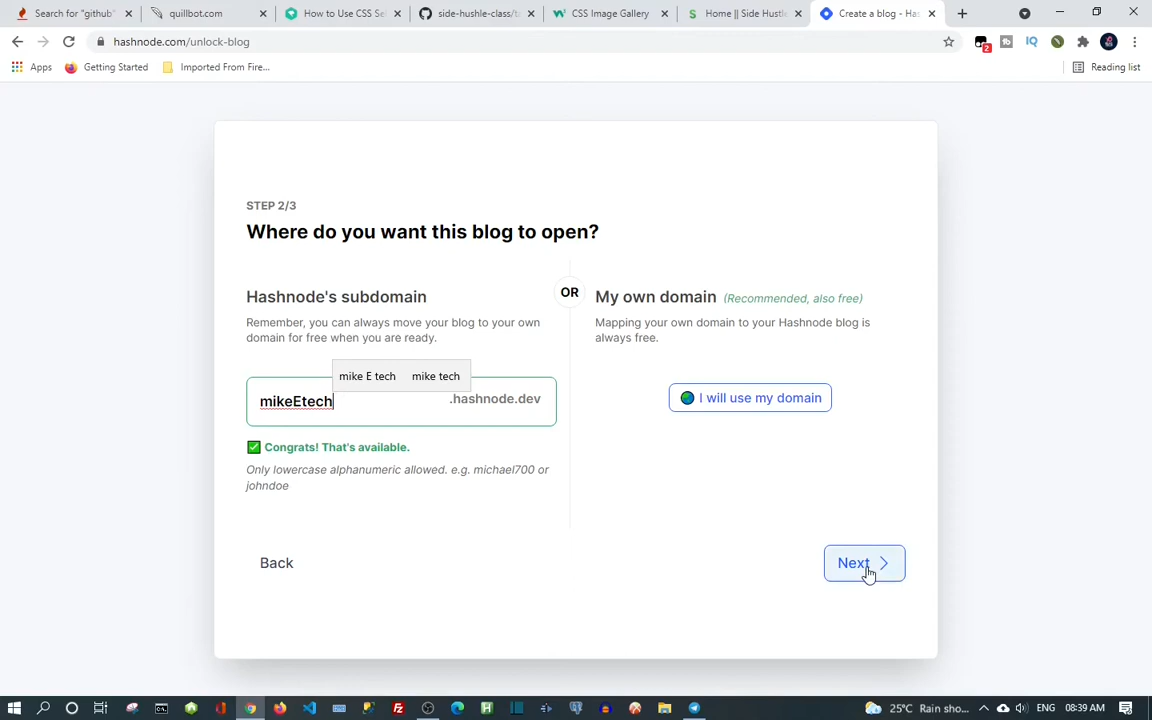 Search for "github"
quillbot.com
How to Use CSS Se
side-hushle-class/ta
CSS Image Gallery
Home || Side Hustl
Create a blog - Has
hashnode.com/unlock-blog
2
IQ
Apps
Getting Started
Imported From Fire...
Reading list
STEP 2/3
Where do you want this blog to open?
Hashnode's subdomain
Remember, you can always move your blog to your own
domain for free when you are ready.
mike E tech mike tech
mikeEtech
.hashnode.dev
✅ Congrats! That's available.
Only lowercase alphanumeric allowed. e.g. michael700 or
johndoe
OR
My own domain (Recommended, also free)
Mapping your own domain to your Hashnode blog is
always free.
I will use my domain
Back
Next
25°C Rain sho... ENG 08:39 AM